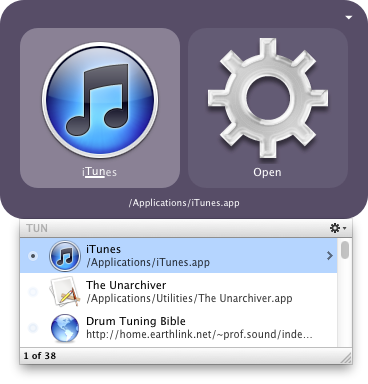 iTunes
Open
/Applications/iTunes.app
TUN
iTunes
/Applications/iTunes.app
The Unarchiver
/Applications/Utilities/The Unarchiver.app
Drum Tuning Bible
http://home.earthlink.net/~prof.sound/inde...
1 of 38